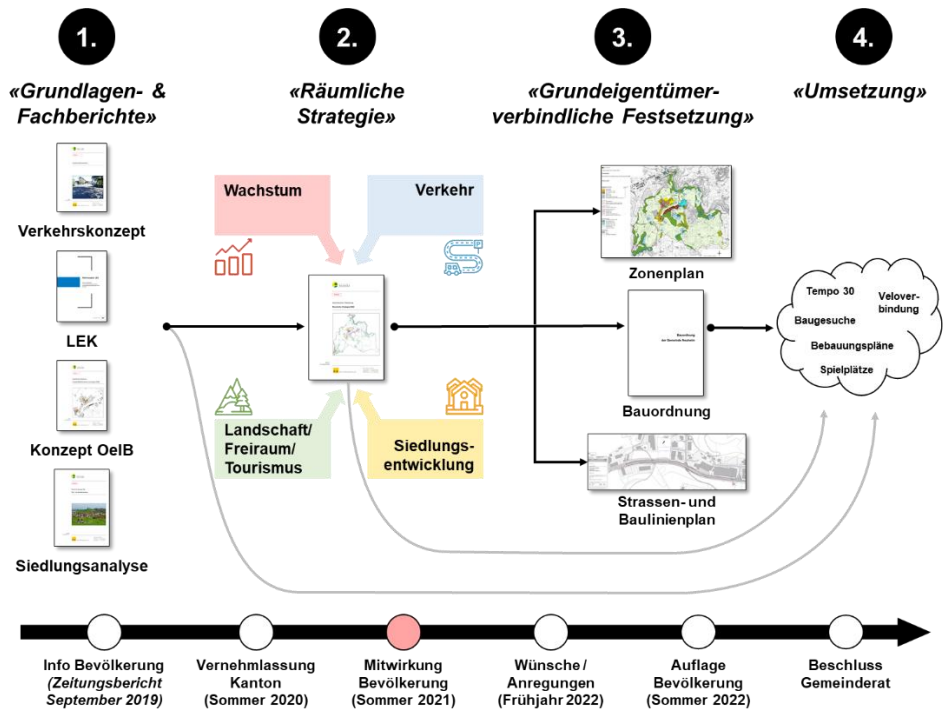 1.
«Grundlagen- &
Fachberichte»
Verkehrskonzept
LEK
Konzept OeIB
Siedlungsanalyse
2.
«Räumliche
Strategie»
Wachstum
Verkehr
Landschaft/
Freiraum/
Tourismus
Siedlungs-
entwicklung
3.
«Grundeigentümer-
verbindliche Festsetzung»
Zonenplan
Bauordnung
Bauordnung
Strassen- und
Baulinienplan
4.
«Umsetzung»
Tempo 30
Velover-
bindung
Baugesuche
Bebauungspläne
Spielplätze
Info Bevölkerung
(Zeitungsbericht
September 2019)
Vernehmlassung
Kanton
(Sommer 2020)
Mitwirkung
Bevölkerung
(Sommer 2021)
Wünsche /
Anregungen
(Frühjahr 2022)
Auflage
Bevölkerung
(Sommer 2022)
Beschluss
Gemeinderat